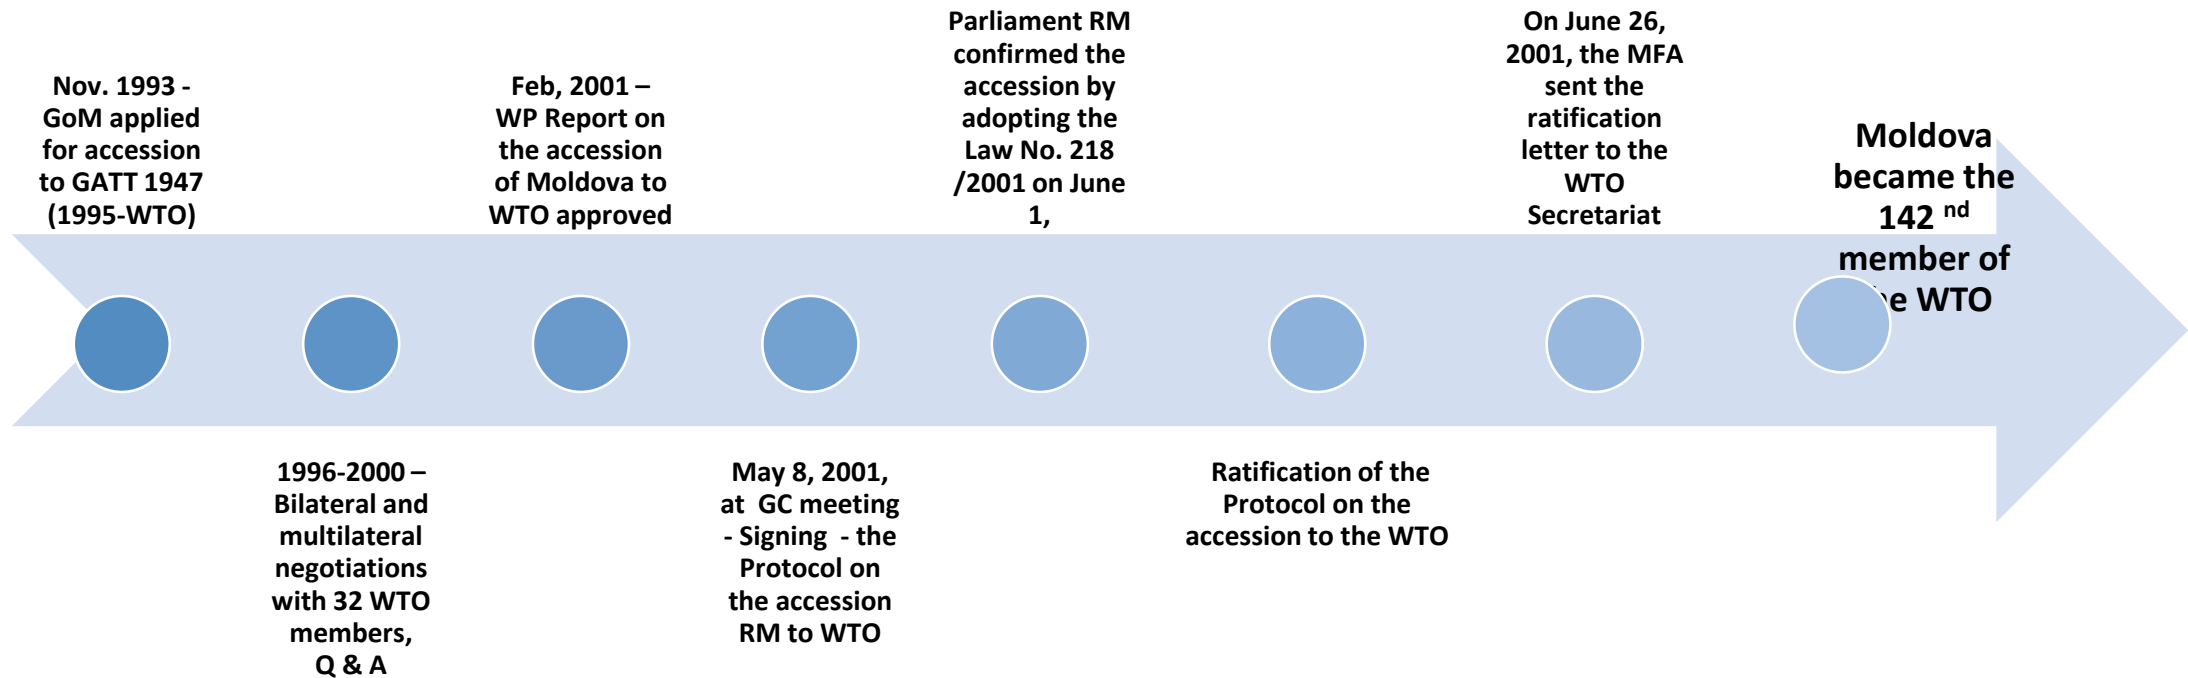 Nov. 1993 -
GoM applied
for accession
to GATT 1947
(1995-WTO)
1996-2000 –
Bilateral and
multilateral
negotiations
with 32 WTO
members,
Q & A
Feb, 2001 –
WP Report on
the accession
of Moldova to
WTO approved
May 8, 2001,
at GC meeting
- Signing - the
Protocol on
the accession
RM to WTO
Parliament RM
confirmed the
accession by
adopting the
Law No. 218
/2001 on June
1,
Ratification of the
Protocol on the
accession to the WTO
On June 26,
2001, the MFA
sent the
ratification
letter to the
WTO
Secretariat
Moldova
became the
142 nd
member of
WTO